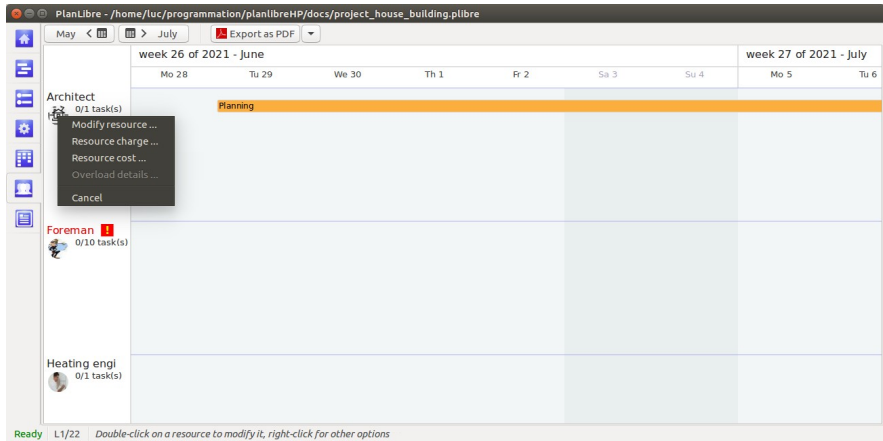 PlanLibre - /home/luc/programmation/planlibreHP/docs/project_house_building.plibre
May < > July Export as PDF
week 26 of 2021 - June week 27 of 2021 - July
Mo 28 Tu 29 We 30 Th 1 Fr 2 Sa 3 Su 4 Mo 5 Tu 6
Architect
0/1 task(s)
Planning
Modify resource ...
Resource charge ...
Resource cost ...
Overload details ...
Cancel
Foreman !
0/10 task(s)
Heating engi
0/1 task(s)
Ready L1/22 Double-click on a resource to modify it, right-click for other options